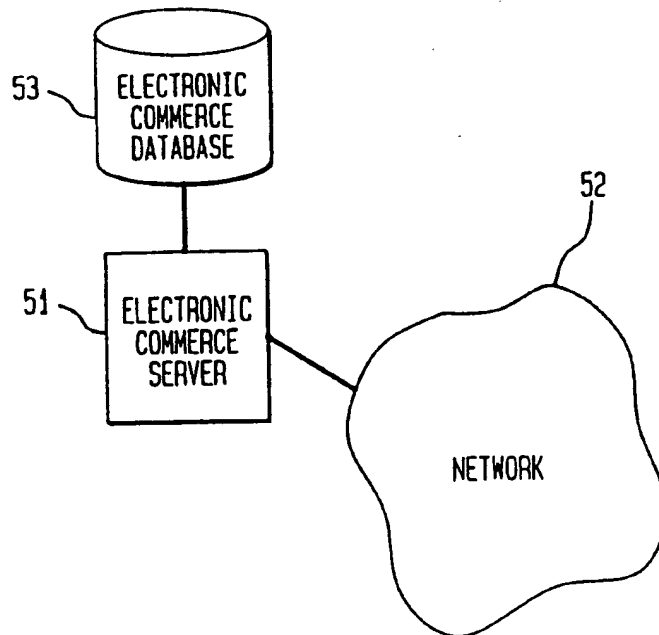 53
ELECTRONIC
COMMERCE
DATABASE
52
51
ELECTRONIC
COMMERCE
SERVER
NETWORK